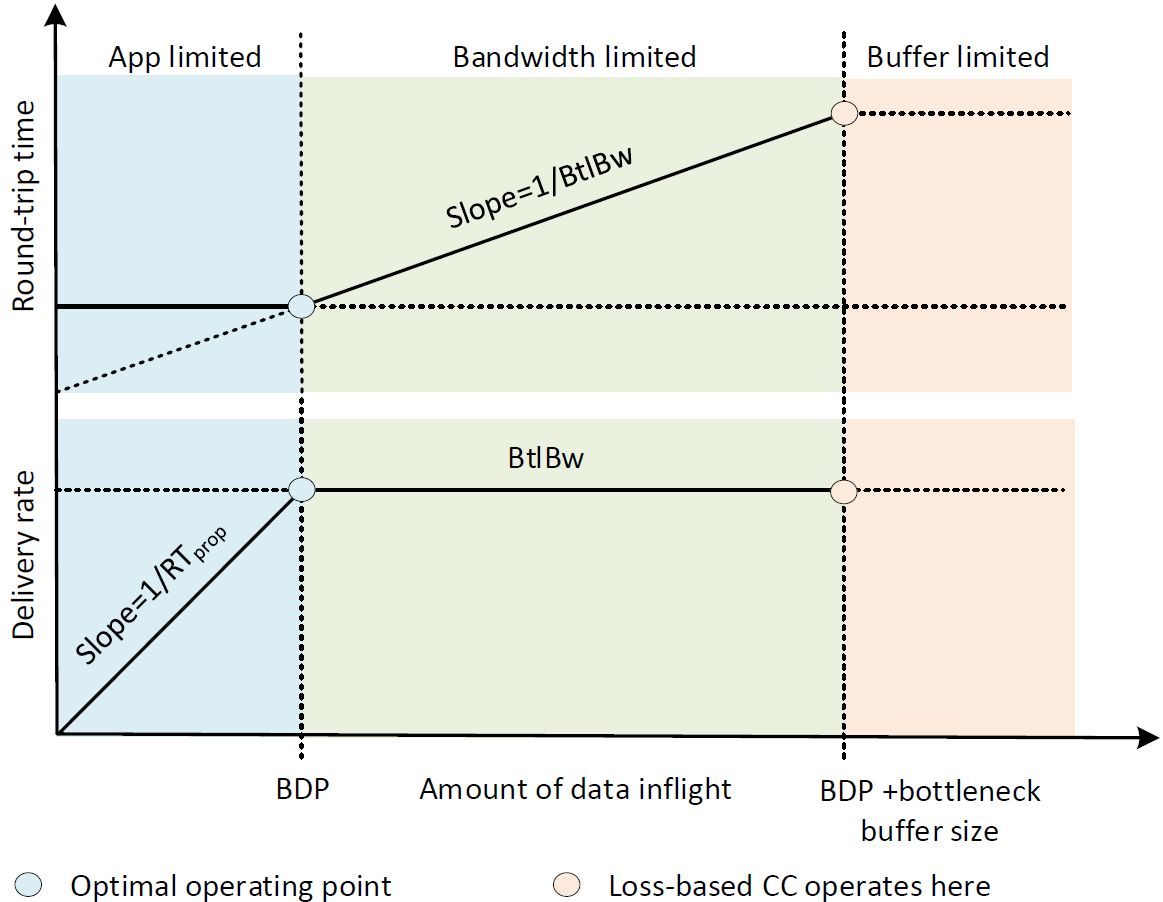 App limited
Bandwidth limited
Buffer limited
Round-trip time
Slope=1/BtlBw
Delivery rate
BtlBw
Slope=1/RTprop
BDP
Amount of data inflight
BDP +bottleneck
buffer size
Optimal operating point
Loss-based CC operates here